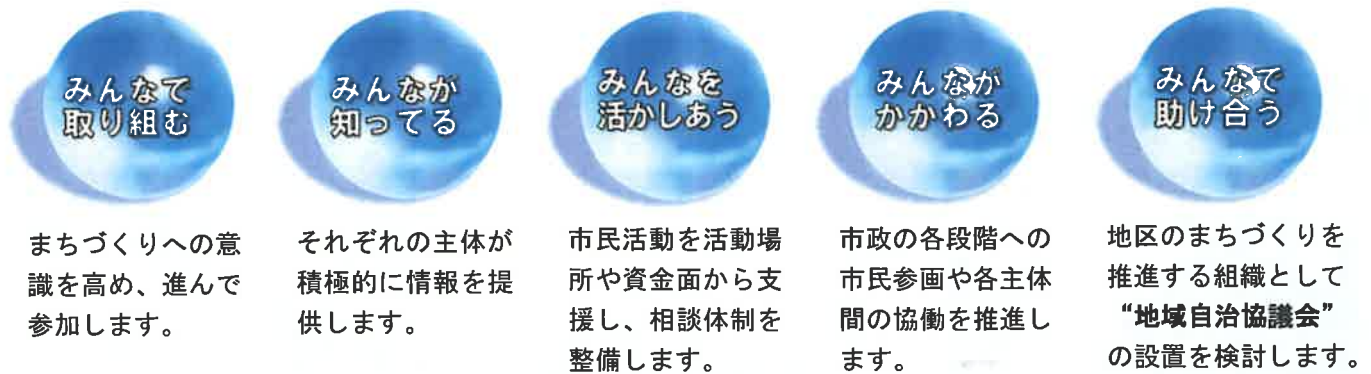 みんなで
取り組む
まちづくりへの意
識を高め、進んで
参加します。
みんなが
知ってる
それぞれの主体が
積極的に情報を提
供します。
みんなを
活かしあう
市民活動を活動場
所や資金面から支
援し、相談体制を
整備します。
みんなが
かかわる
市政の各段階への
市民参画や各主体
間の協働を推進し
ます。
みんなで
助け合う
地区のまちづくりを
推進する組織として
“地域自治協議会”
の設置を検討します。